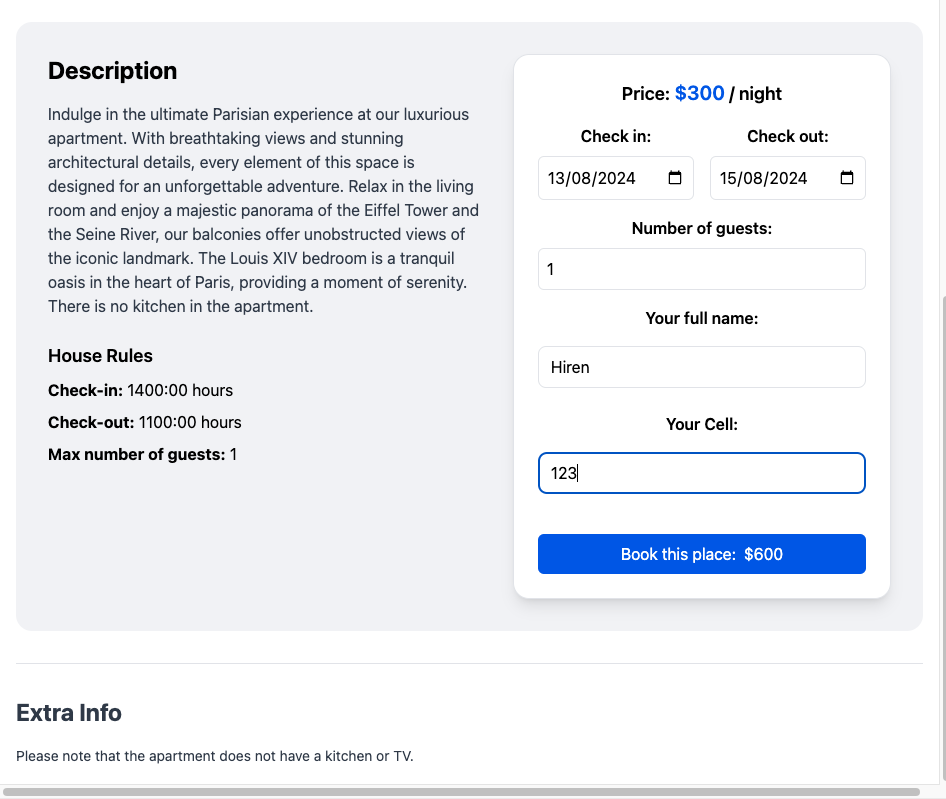 Description
Indulge in the ultimate Parisian experience at our luxurious
apartment. With breathtaking views and stunning
architectural details, every element of this space is
designed for an unforgettable adventure. Relax in the living
room and enjoy a majestic panorama of the Eiffel Tower and
the Seine River, our balconies offer unobstructed views of
the iconic landmark. The Louis XIV bedroom is a tranquil
oasis in the heart of Paris, providing a moment of serenity.
There is no kitchen in the apartment.
House Rules
Check-in: 1400:00 hours
Check-out: 1100:00 hours
Max number of guests: 1
Price: $300 / night
Check in: Check out:
13/08/2024 15/08/2024
Number of guests:
1
Your full name:
Hiren
Your Cell:
123
Book this place: $600
Extra Info
Please note that the apartment does not have a kitchen or TV.